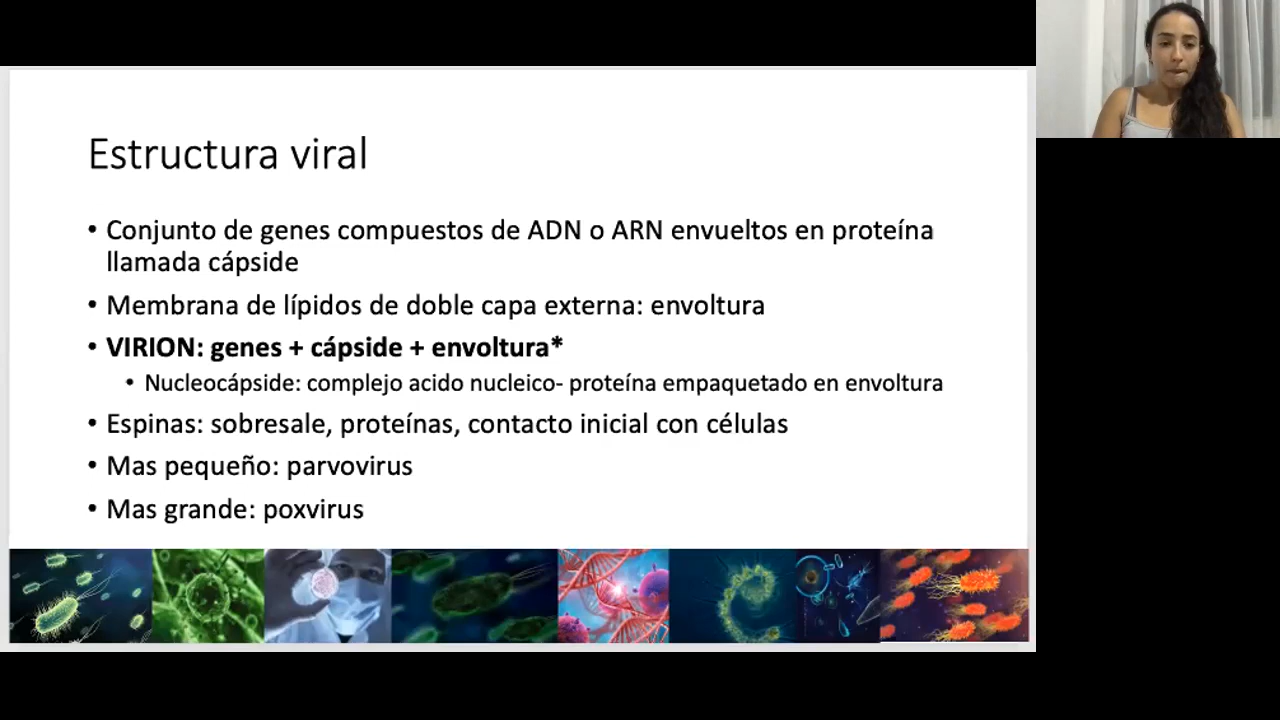 Estructura viral
• Conjunto de genes compuestos de ADN o ARN envueltos en proteína
llamada cápside
• Membrana de lípidos de doble capa externa: envoltura
• VIRION: genes + cápside + envoltura*
• Nucleocápside: complejo acido nucleico- proteína empaquetado en envoltura
• Espinas: sobresale, proteínas, contacto inicial con células
• Mas pequeño: parvovirus
• Mas grande: poxvirus